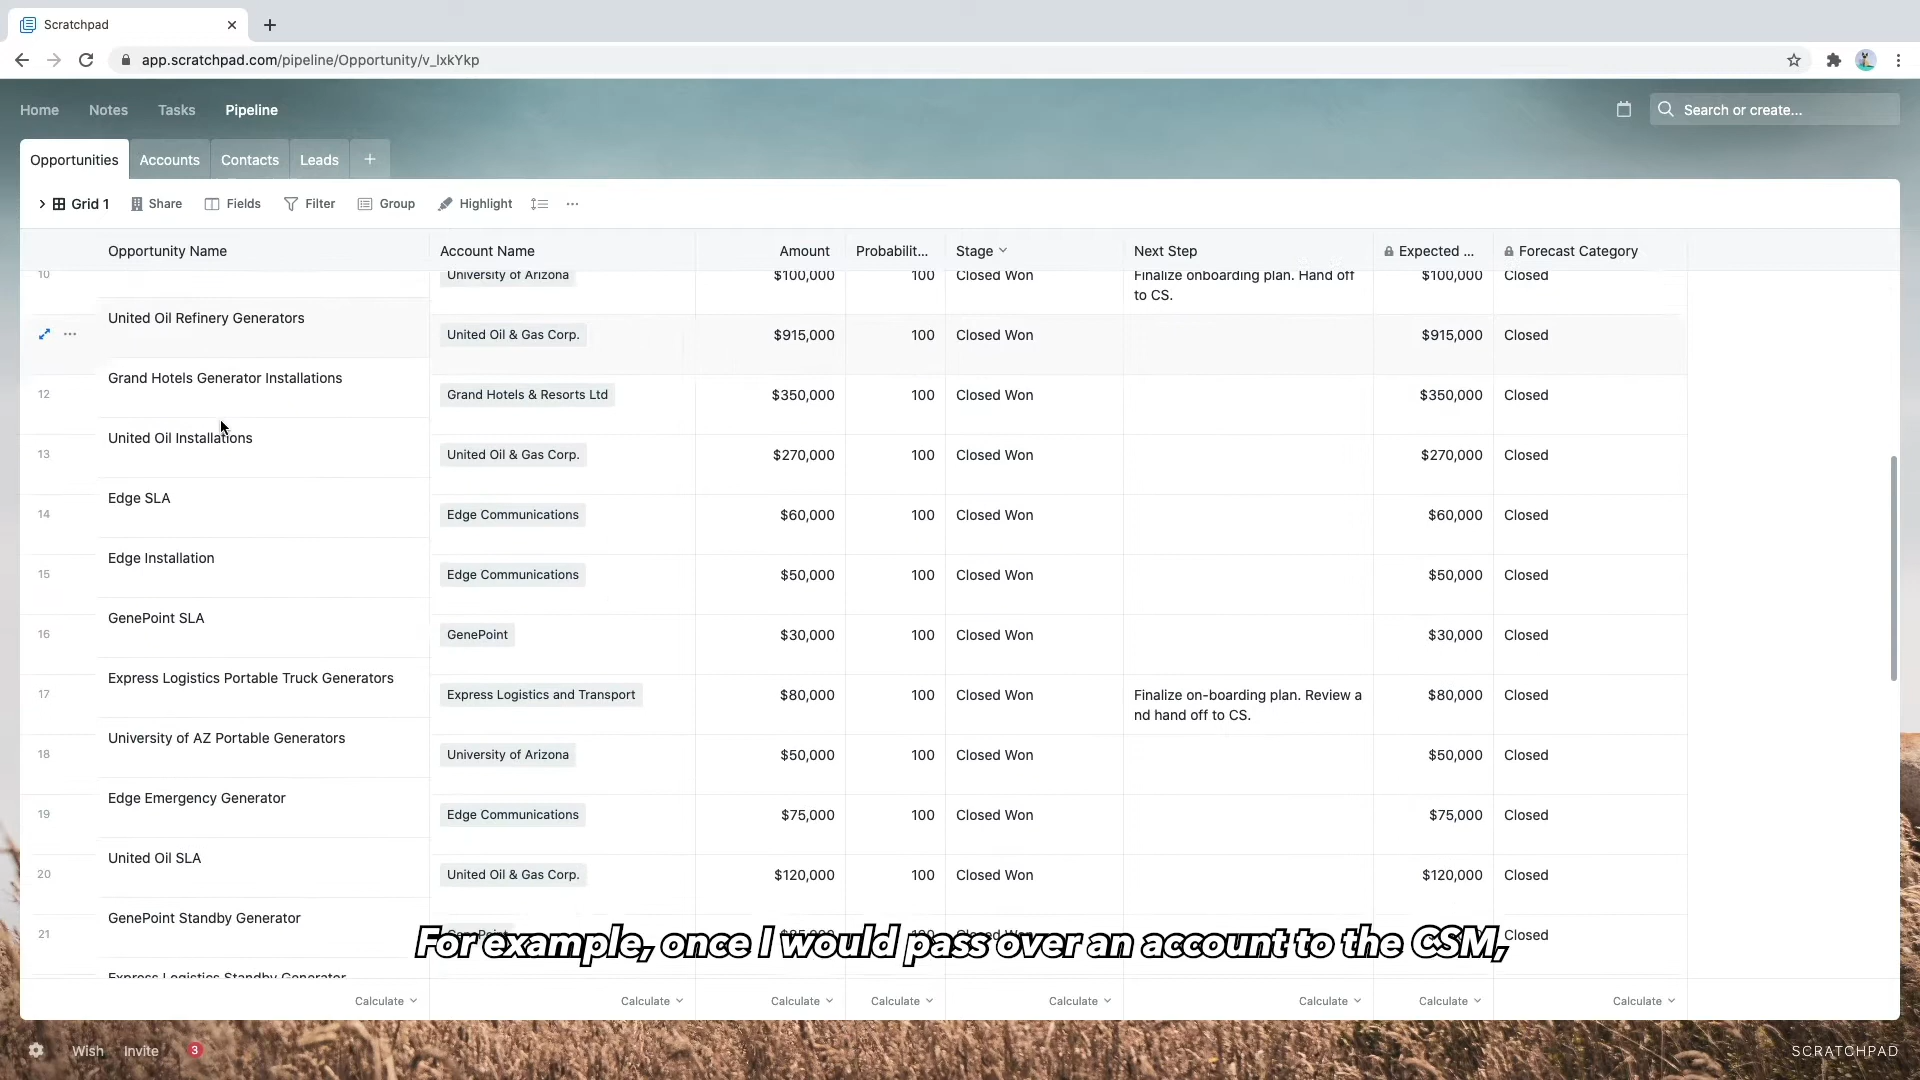 Scratchpad
app.scratchpad.com/pipeline/Opportunity/v_IxkYkp
Home Notes Tasks Pipeline Search or create...
Opportunities Accounts Contacts Leads +
Grid 1 Share Fields Filter Group Highlight ...
Opportunity Name Account Name Amount Probabilit... Stage Next Step Expected ... Forecast Category
10 University of Arizona $100,000 100 Closed Won Finalize onboarding plan. Hand off $100,000 Closed
to CS.
United Oil Refinery Generators
... United Oil & Gas Corp. $915,000 100 Closed Won $915,000 Closed
Grand Hotels Generator Installations
12 Grand Hotels & Resorts Ltd $350,000 100 Closed Won $350,000 Closed
United Oil Installations
13 United Oil & Gas Corp. $270,000 100 Closed Won $270,000 Closed
Edge SLA
14 Edge Communications $60,000 100 Closed Won $60,000 Closed
Edge Installation
15 Edge Communications $50,000 100 Closed Won $50,000 Closed
GenePoint SLA
16 GenePoint $30,000 100 Closed Won $30,000 Closed
Express Logistics Portable Truck Generators
17 Express Logistics and Transport $80,000 100 Closed Won Finalize on-boarding plan. Review a $80,000 Closed
nd hand off to CS.
University of AZ Portable Generators
18 University of Arizona $50,000 100 Closed Won $50,000 Closed
Edge Emergency Generator
19 Edge Communications $75,000 100 Closed Won $75,000 Closed
United Oil SLA
20 United Oil & Gas Corp. $120,000 100 Closed Won $120,000 Closed
GenePoint Standby Generator
21 Closed
For example, once I would pass over an account to the CSM,
Express Logistics Standby Generator
Calculate Calculate Calculate Calculate Calculate Calculate Calculate Calculate
Wish Invite 3 SCRATCHPAD